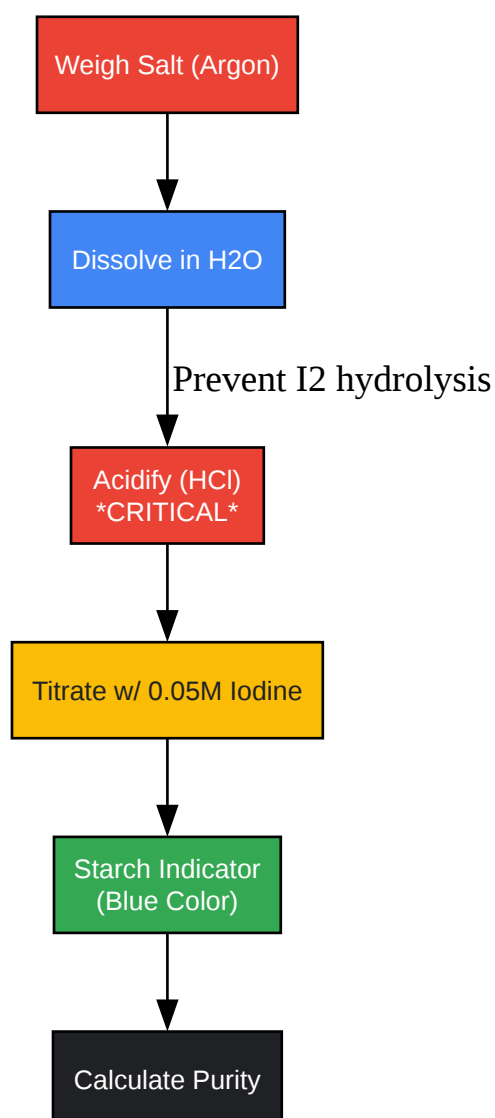 Weigh Salt (Argon)
Dissolve in H2O
Prevent I2 hydrolysis
Acidify (HCl)
*CRITICAL*
Titrate w/ 0.05M Iodine
Starch Indicator
(Blue Color)
Calculate Purity